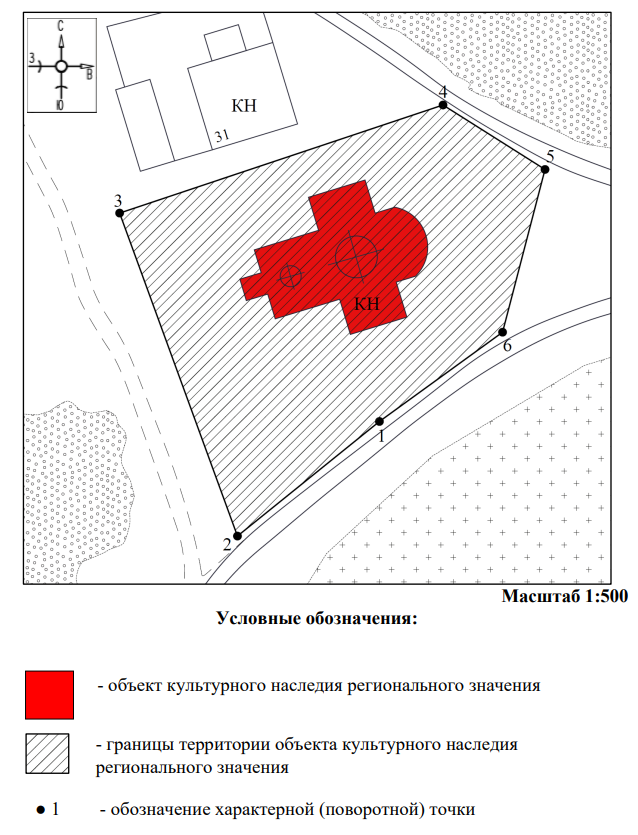 С
З
В
Ю
КН
31
4
5
3
КН
6
1
2
Масштаб 1:500
Условные обозначения:
- объект культурного наследия регионального значения
- границы территории объекта культурного наследия
регионального значения
● 1 - обозначение характерной (поворотной) точки